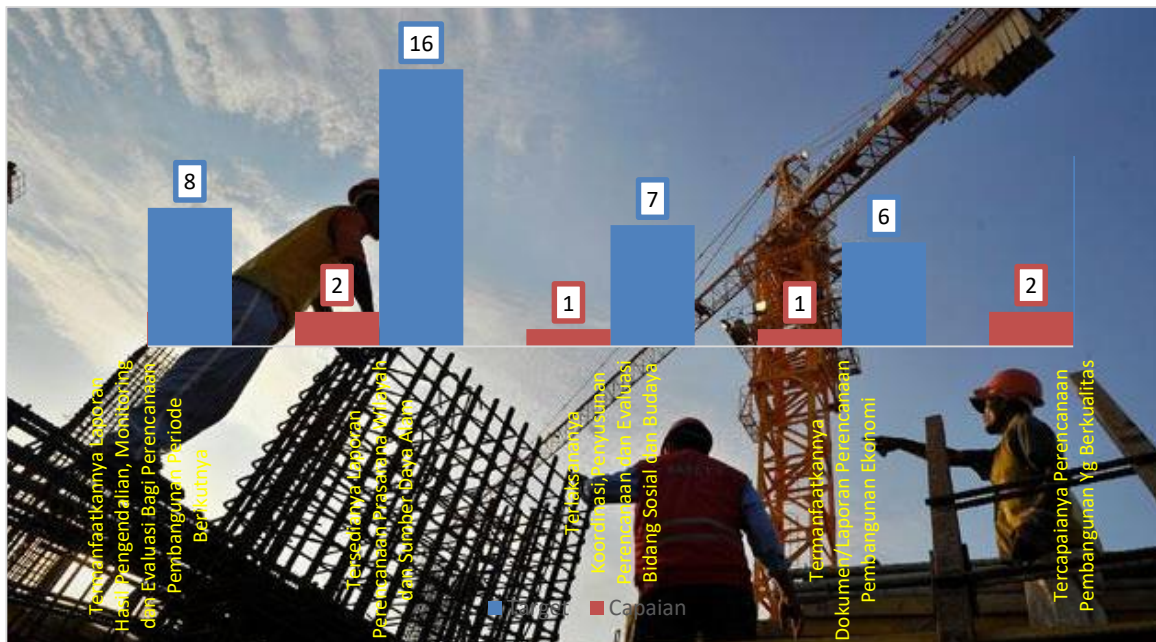 16
8
7
6
2
1
1
2
Termanfaatkannya Laporan
Hasil Pengendalian, Monitoring
dan Evaluasi Bagi Perencanaan
Pembangunan Periode
Berikutnya
Tersedianya Laporan
Perencanaan Prasarana Wilayah
dan Sumber Daya Alam
Terlaksananya
Koordinasi, Penyusunan
Perencanaan dan Evaluasi
Bidang Sosial dan Budaya
Termanfaatkannya
Dokumen/Laporan Perencanaan
Pembangunan Ekonomi
Tercapaianya Perencanaan
Pembangunan Yg Berkualitas
Target
Capaian